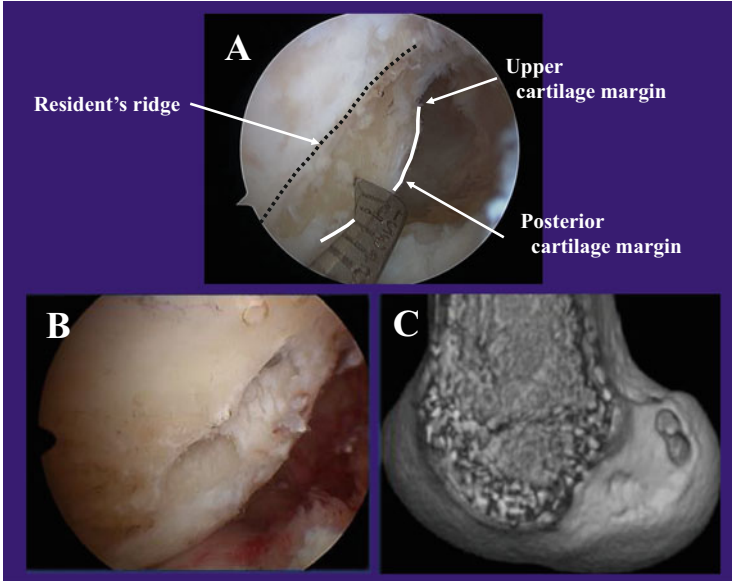 A
Resident's ridge
Upper
cartilage margin
Posterior
cartilage margin
B
C